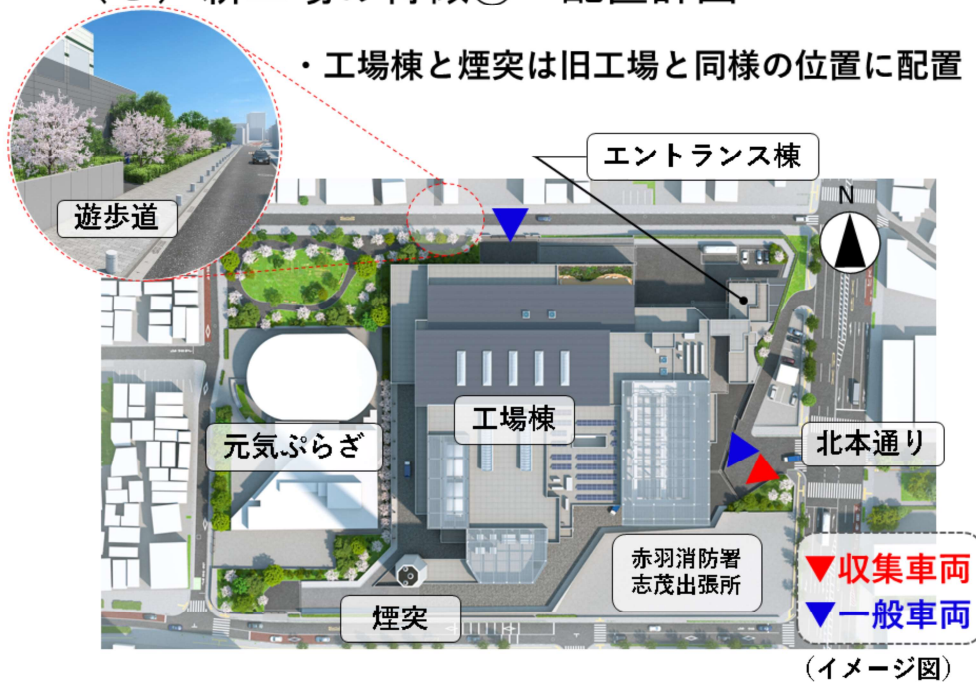 ・工場棟と煙突は旧工場と同様の位置に配置
エントランス棟
遊歩道
N
工場棟
元気ぷらざ
北本通り
赤羽消防署
志茂出張所
煙突
▼収集車両
▼一般車両
(イメージ図)